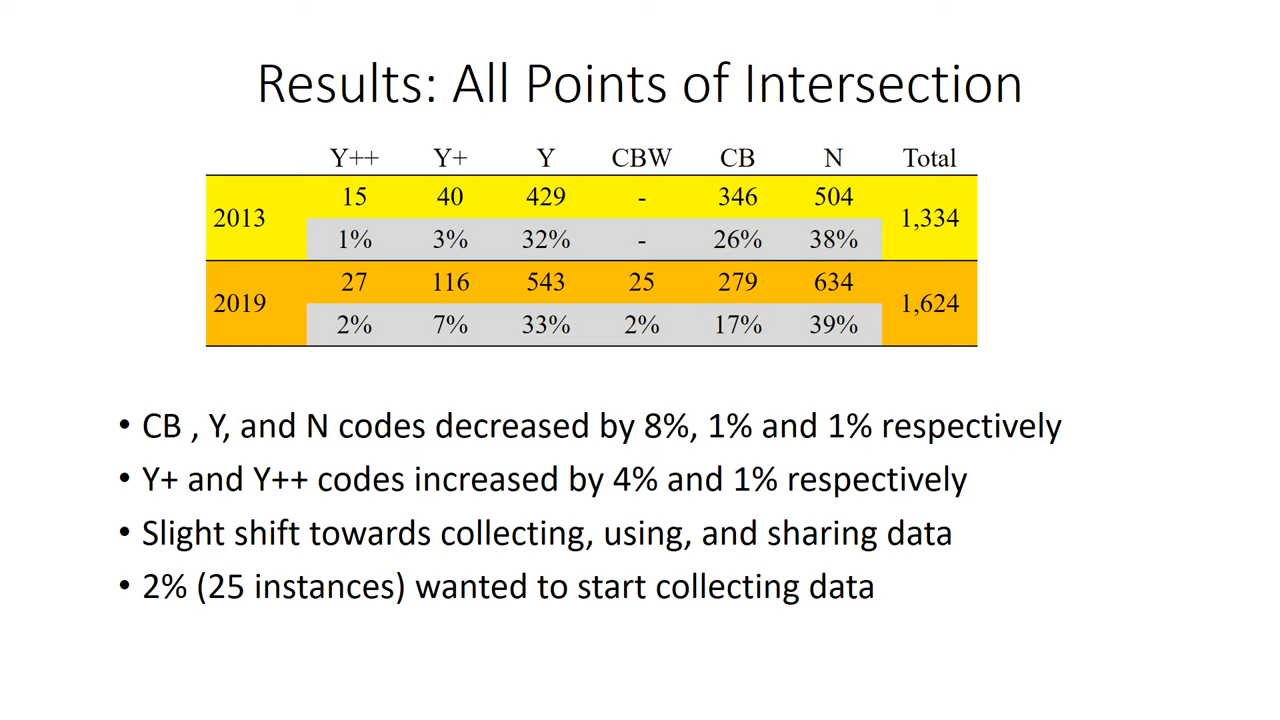 Results: All Points of Intersection
Y++ Y+ Y CBW CB N Total
2013 15 40 429 - 346 504 1,334
1% 3% 32% - 26% 38%
2019 27 116 543 25 279 634 1,624
2% 7% 33% 2% 17% 39%
• CB , Y, and N codes decreased by 8%, 1% and 1% respectively
• Y+ and Y++ codes increased by 4% and 1% respectively
• Slight shift towards collecting, using, and sharing data
• 2% (25 instances) wanted to start collecting data